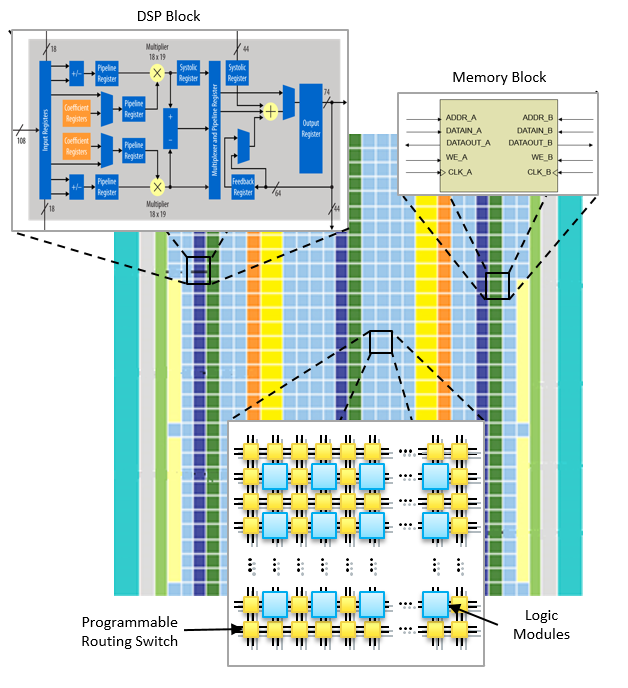 DSP Block
18
44
Multiplier
18 x 19
+/−
Pipeline
Register
X
Systolic
Register
Systolic
Register
74
Coefficient
Registers
Pipeline
Register
Input Registers
108
+
−
Multiplexer and Pipeline Register
+
Output
Register
Coefficient
Registers
Pipeline
Register
+/−
Pipeline
Register
X
Feedback
Register
64
18
Multiplier
18 x 19
44
Memory Block
ADDR_A ADDR_B
DATAIN_A DATAIN_B
DATAOUT_A DATAOUT_B
WE_A WE_B
CLK_A CLK_B
Programmable
Routing Switch
Logic
Modules